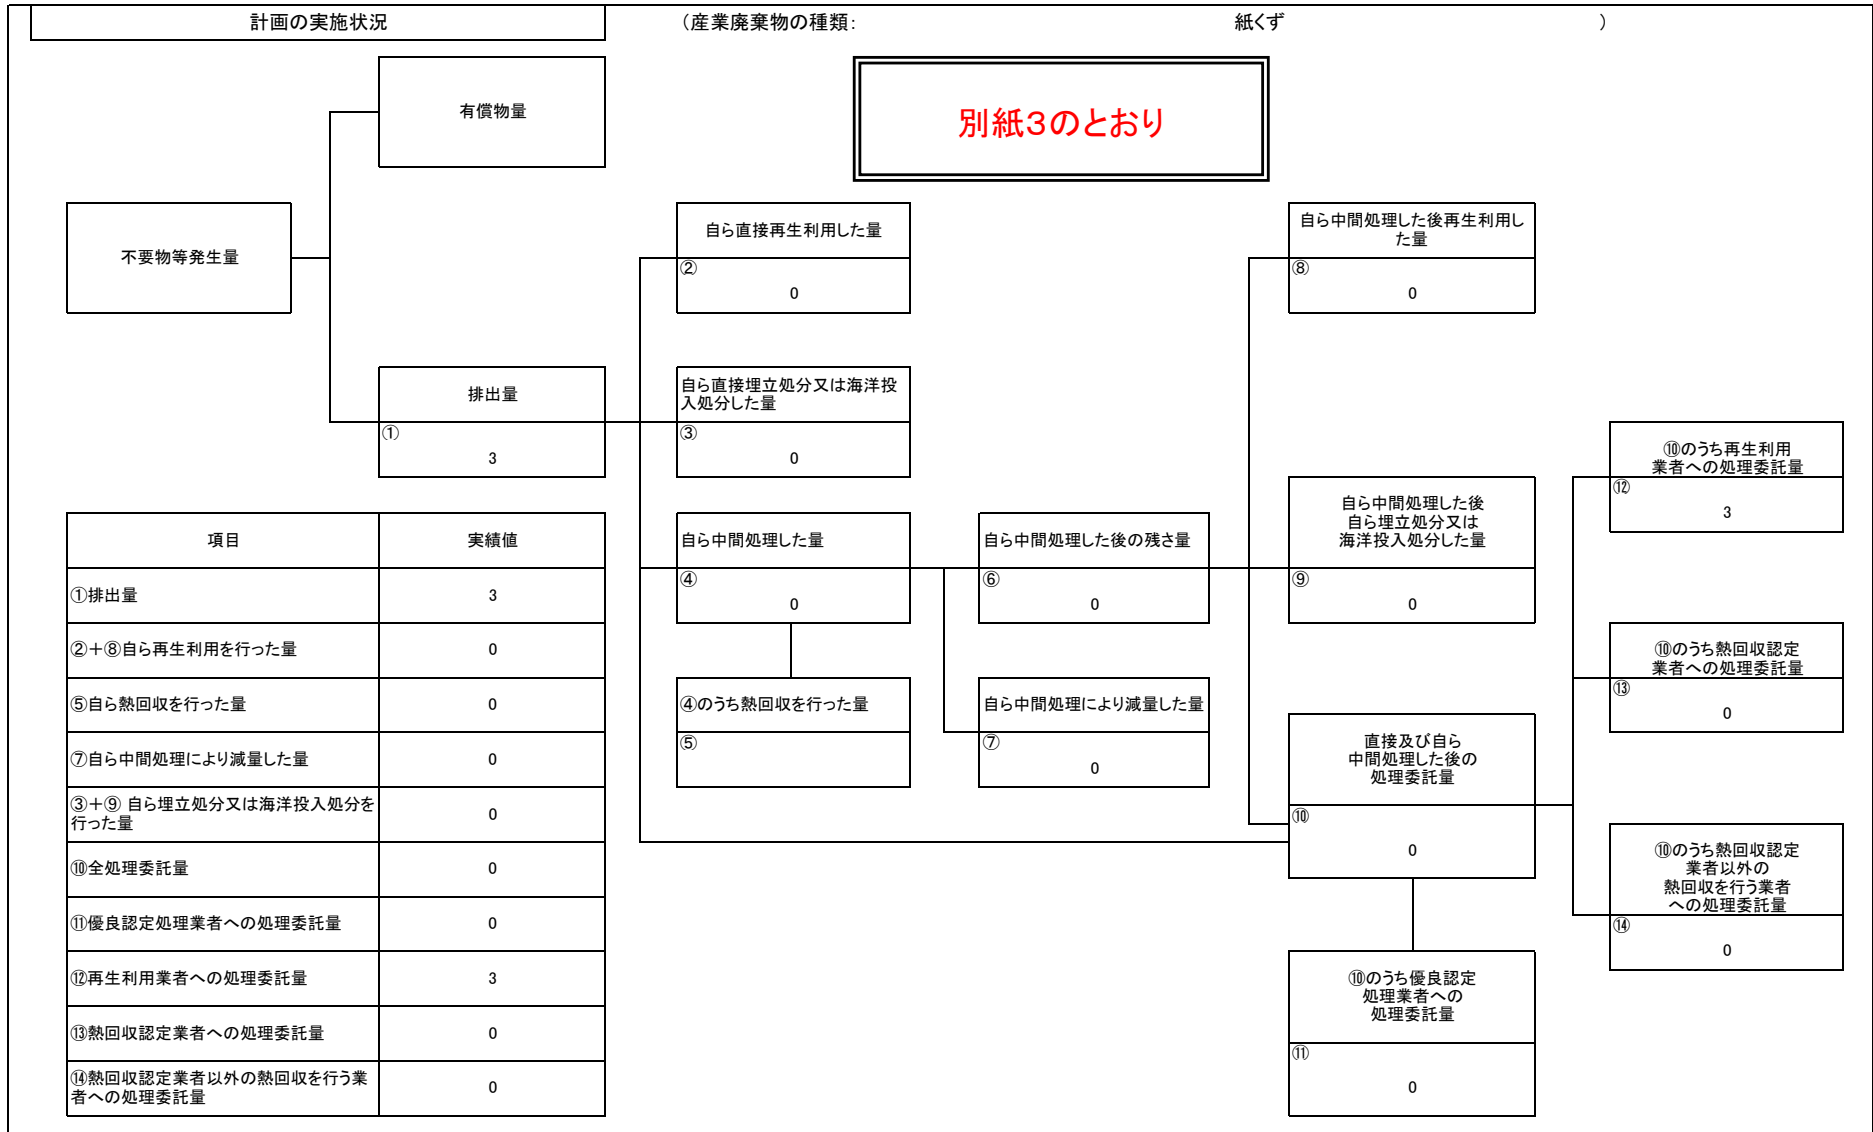 計画の実施状況
（産業廃棄物の種類：
紙くず
）
有償物量
別紙３のとおり
不要物等発生量
自ら直接再生利用した量
②
0
自ら中間処理した後再生利用し
た量
⑧
0
排出量
①
3
自ら直接埋立処分又は海洋投
入処分した量
③
0
⑩のうち再生利用
業者への処理委託量
⑫
3
自ら中間処理した量
④
0
自ら中間処理した後の残さ量
⑥
0
自ら中間処理した後
自ら埋立処分又は
海洋投入処分した量
⑨
0
⑩のうち熱回収認定
業者への処理委託量
⑬
0
④のうち熱回収を行った量
⑤
自ら中間処理により減量した量
⑦
0
直接及び自ら
中間処理した後の
処理委託量
⑩
0
⑩のうち熱回収認定
業者以外の
熱回収を行う業者
への処理委託量
⑭
0
⑩のうち優良認定
処理業者への
処理委託量
⑪
0
項目 実績値
①排出量 3
②＋⑧自ら再生利用を行った量 0
⑤自ら熱回収を行った量 0
⑦自ら中間処理により減量した量 0
③＋⑨ 自ら埋立処分又は海洋投入処分を
行った量 0
⑩全処理委託量 0
⑪優良認定処理業者への処理委託量 0
⑫再生利用業者への処理委託量 3
⑬熱回収認定業者への処理委託量 0
⑭熱回収認定業者以外の熱回収を行う業
者への処理委託量 0